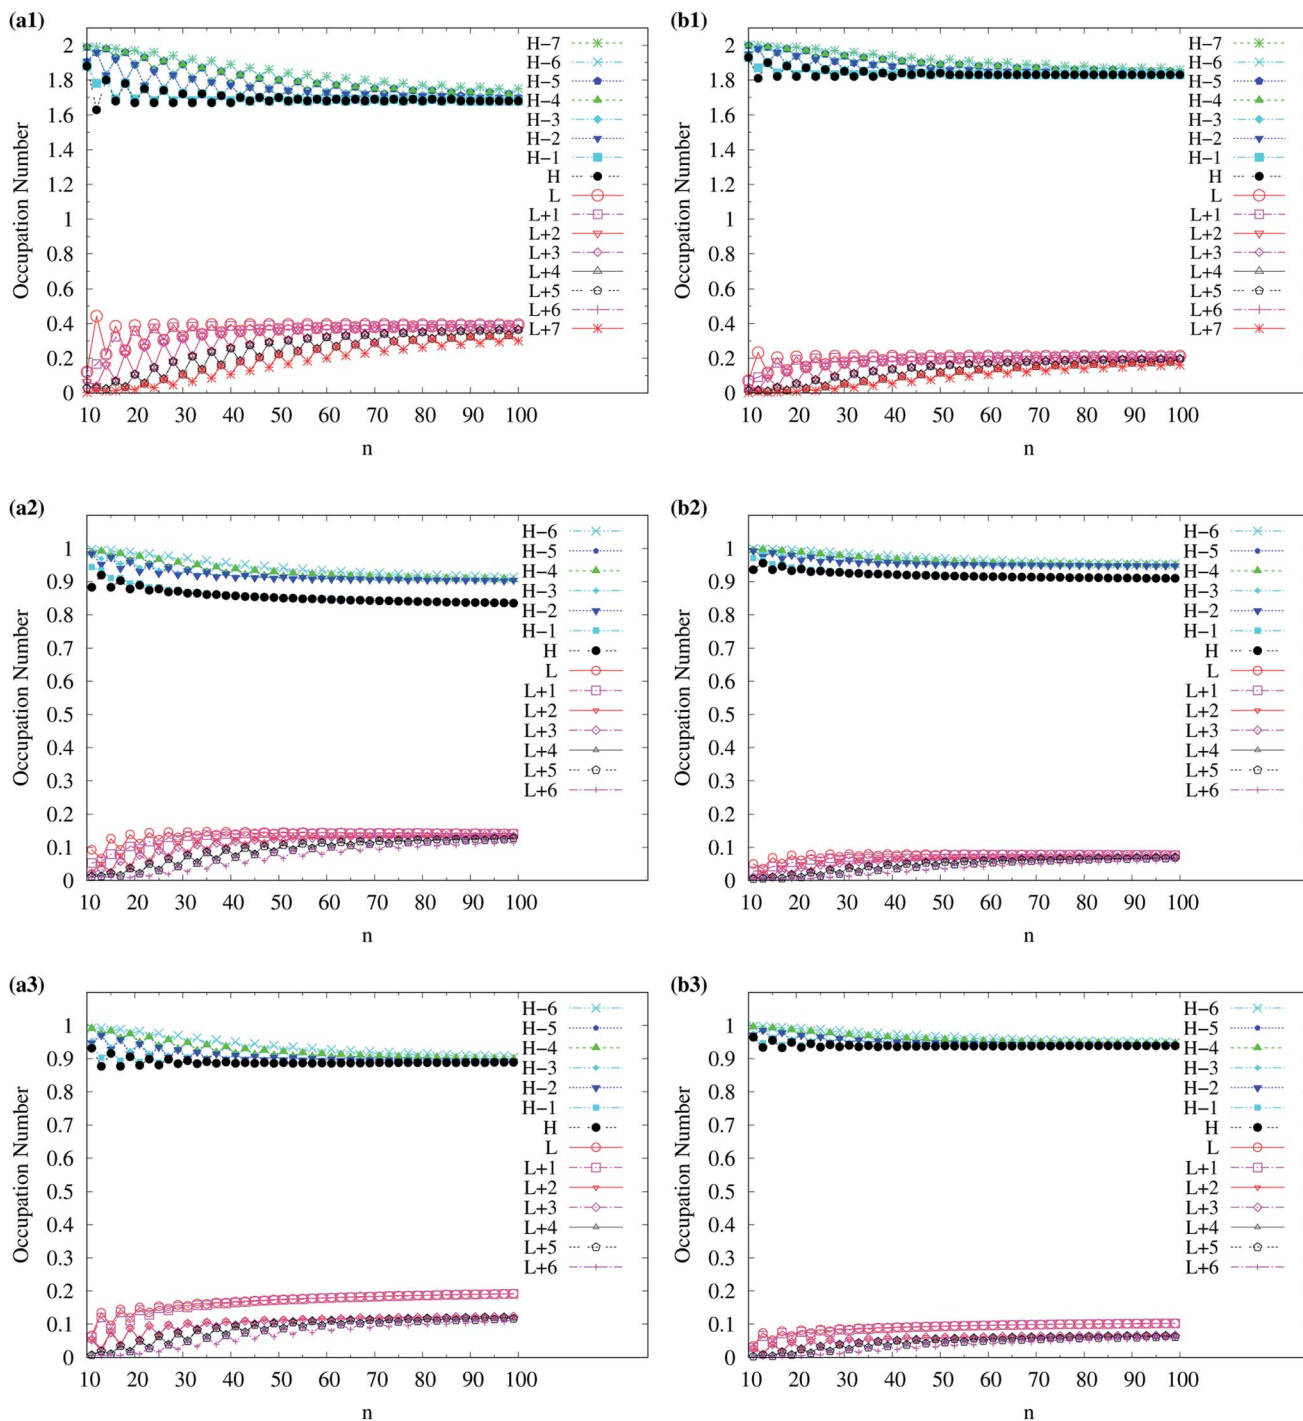 (a1)
Occupation Number
2
1.8
1.6
1.4
1.2
1
0.8
0.6
0.4
0.2
0
10 20 30 40 50 60 70 80 90 100
n
H−7
H−6
H−5
H−4
H−3
H−2
H−1
H
L
L+1
L+2
L+3
L+4
L+5
L+6
L+7
(b1)
Occupation Number
2
1.8
1.6
1.4
1.2
1
0.8
0.6
0.4
0.2
0
10 20 30 40 50 60 70 80 90 100
n
H−7
H−6
H−5
H−4
H−3
H−2
H−1
H
L
L+1
L+2
L+3
L+4
L+5
L+6
L+7
(a2)
Occupation Number
1
0.9
0.8
0.7
0.6
0.5
0.4
0.3
0.2
0.1
0
10 20 30 40 50 60 70 80 90 100
n
H−6
H−5
H−4
H−3
H−2
H−1
H
L
L+1
L+2
L+3
L+4
L+5
L+6
(b2)
Occupation Number
1
0.9
0.8
0.7
0.6
0.5
0.4
0.3
0.2
0.1
0
10 20 30 40 50 60 70 80 90 100
n
H−6
H−5
H−4
H−3
H−2
H−1
H
L
L+1
L+2
L+3
L+4
L+5
L+6
(a3)
Occupation Number
1
0.9
0.8
0.7
0.6
0.5
0.4
0.3
0.2
0.1
0
10 20 30 40 50 60 70 80 90 100
n
H−6
H−5
H−4
H−3
H−2
H−1
H
L
L+1
L+2
L+3
L+4
L+5
L+6
(b3)
Occupation Number
1
0.9
0.8
0.7
0.6
0.5
0.4
0.3
0.2
0.1
0
10 20 30 40 50 60 70 80 90 100
n
H−6
H−5
H−4
H−3
H−2
H−1
H
L
L+1
L+2
L+3
L+4
L+5
L+6